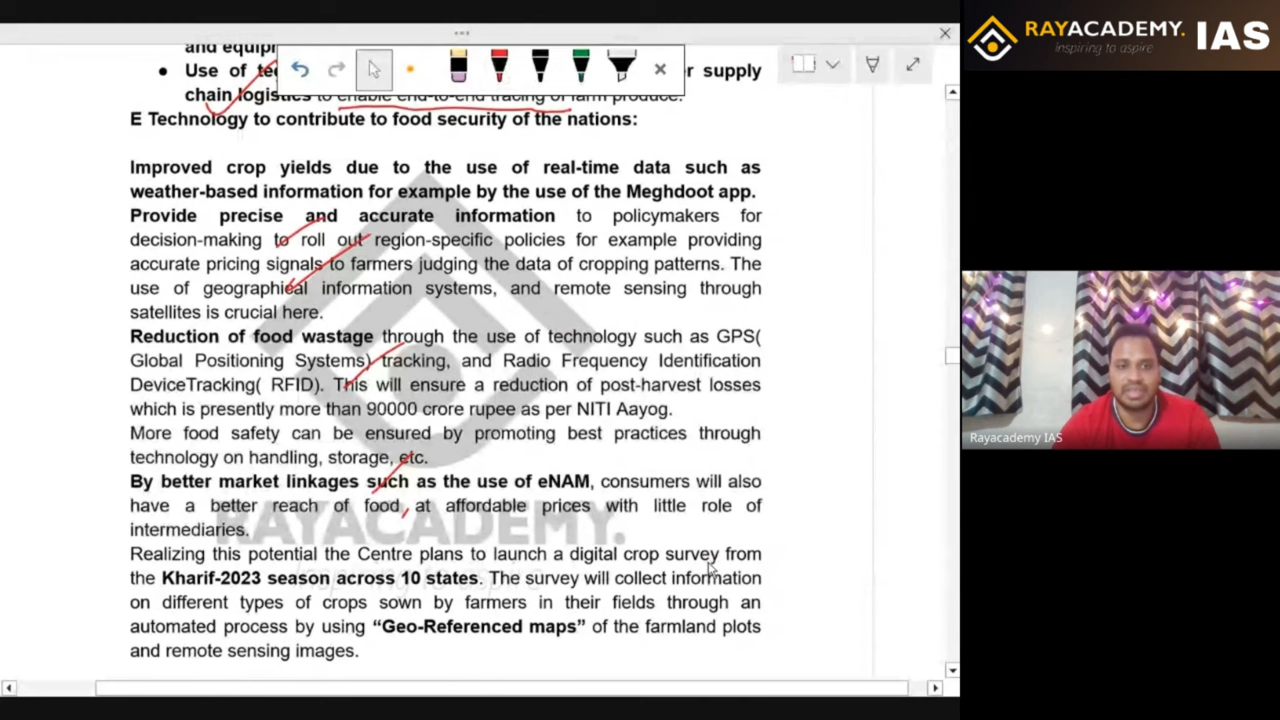 RAYACADEMY. IAS
inspiring to aspire
and equip
• Use of te r supply
chain logistics to enable end-to-end tracing of farm produce.
E Technology to contribute to food security of the nations:
Improved crop yields due to the use of real-time data such as
weather-based information for example by the use of the Meghdoot app.
Provide precise and accurate information to policymakers for
decision-making to roll out region-specific policies for example providing
accurate pricing signals to farmers judging the data of cropping patterns. The
use of geographical information systems, and remote sensing through
satellites is crucial here.
Reduction of food wastage through the use of technology such as GPS(
Global Positioning Systems) tracking, and Radio Frequency Identification
DeviceTracking( RFID). This will ensure a reduction of post-harvest losses
which is presently more than 90000 crore rupee as per NITI Aayog.
More food safety can be ensured by promoting best practices through
technology on handling, storage, etc.
By better market linkages such as the use of eNAM, consumers will also
have a better reach of food, at affordable prices with little role of
intermediaries.
Realizing this potential the Centre plans to launch a digital crop survey from
the Kharif-2023 season across 10 states. The survey will collect information
on different types of crops sown by farmers in their fields through an
automated process by using “Geo-Referenced maps” of the farmland plots
and remote sensing images.
RAYACADEMY.
Inspiring to aspire
Rayacademy IAS